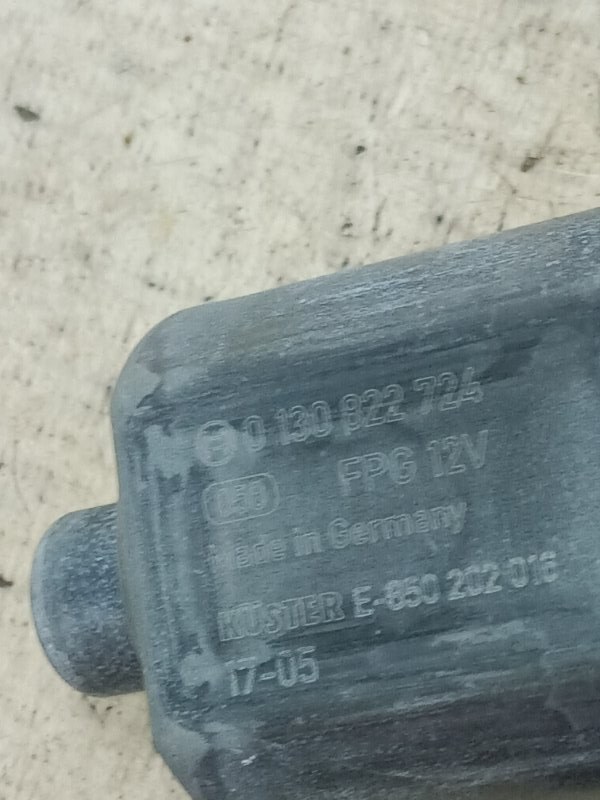 0 130 822 724
FPG 12V
Made in Germany
KÜSTER E-850 202 016
17-05